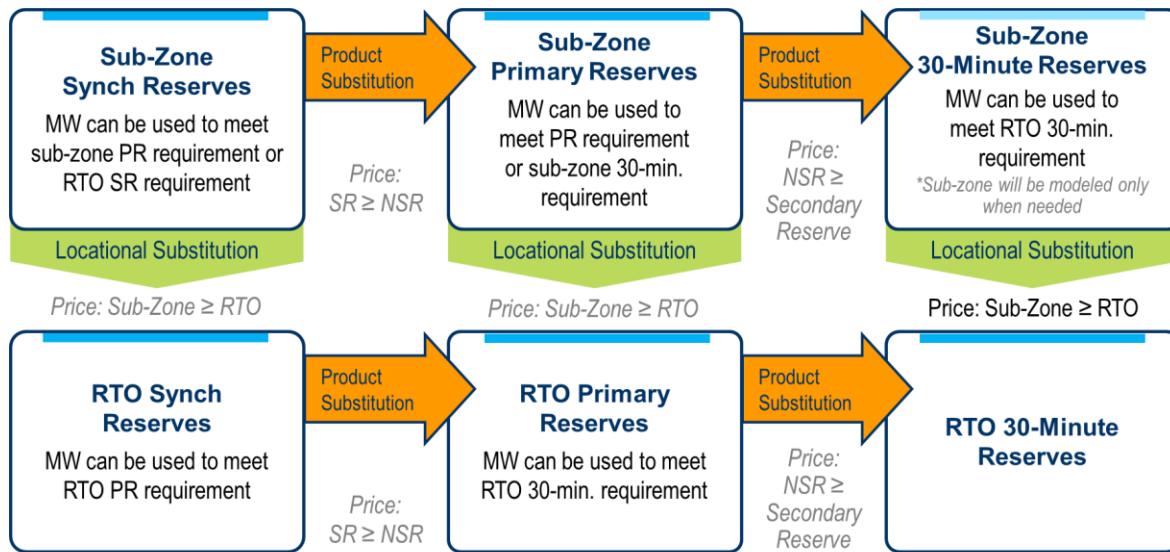 Sub-Zone
Synch Reserves
MW can be used to meet
sub-zone PR requirement or
RTO SR requirement
Product
Substitution
Price:
SR ≥ NSR
Sub-Zone
Primary Reserves
MW can be used to
meet PR requirement
or sub-zone 30-min.
requirement
Product
Substitution
Price:
NSR ≥
Secondary
Reserve
Sub-Zone
30-Minute Reserves
MW can be used to
meet RTO 30-min.
requirement
*Sub-zone will be modeled only
when needed
Locational Substitution
Locational Substitution
Locational Substitution
Price: Sub-Zone ≥ RTO
Price: Sub-Zone ≥ RTO
Price: Sub-Zone ≥ RTO
RTO Synch
Reserves
MW can be used to meet
RTO PR requirement
Product
Substitution
Price:
SR ≥ NSR
RTO Primary
Reserves
MW can be used to meet
RTO 30-min. requirement
Product
Substitution
Price:
NSR ≥
Secondary
Reserve
RTO 30-Minute
Reserves